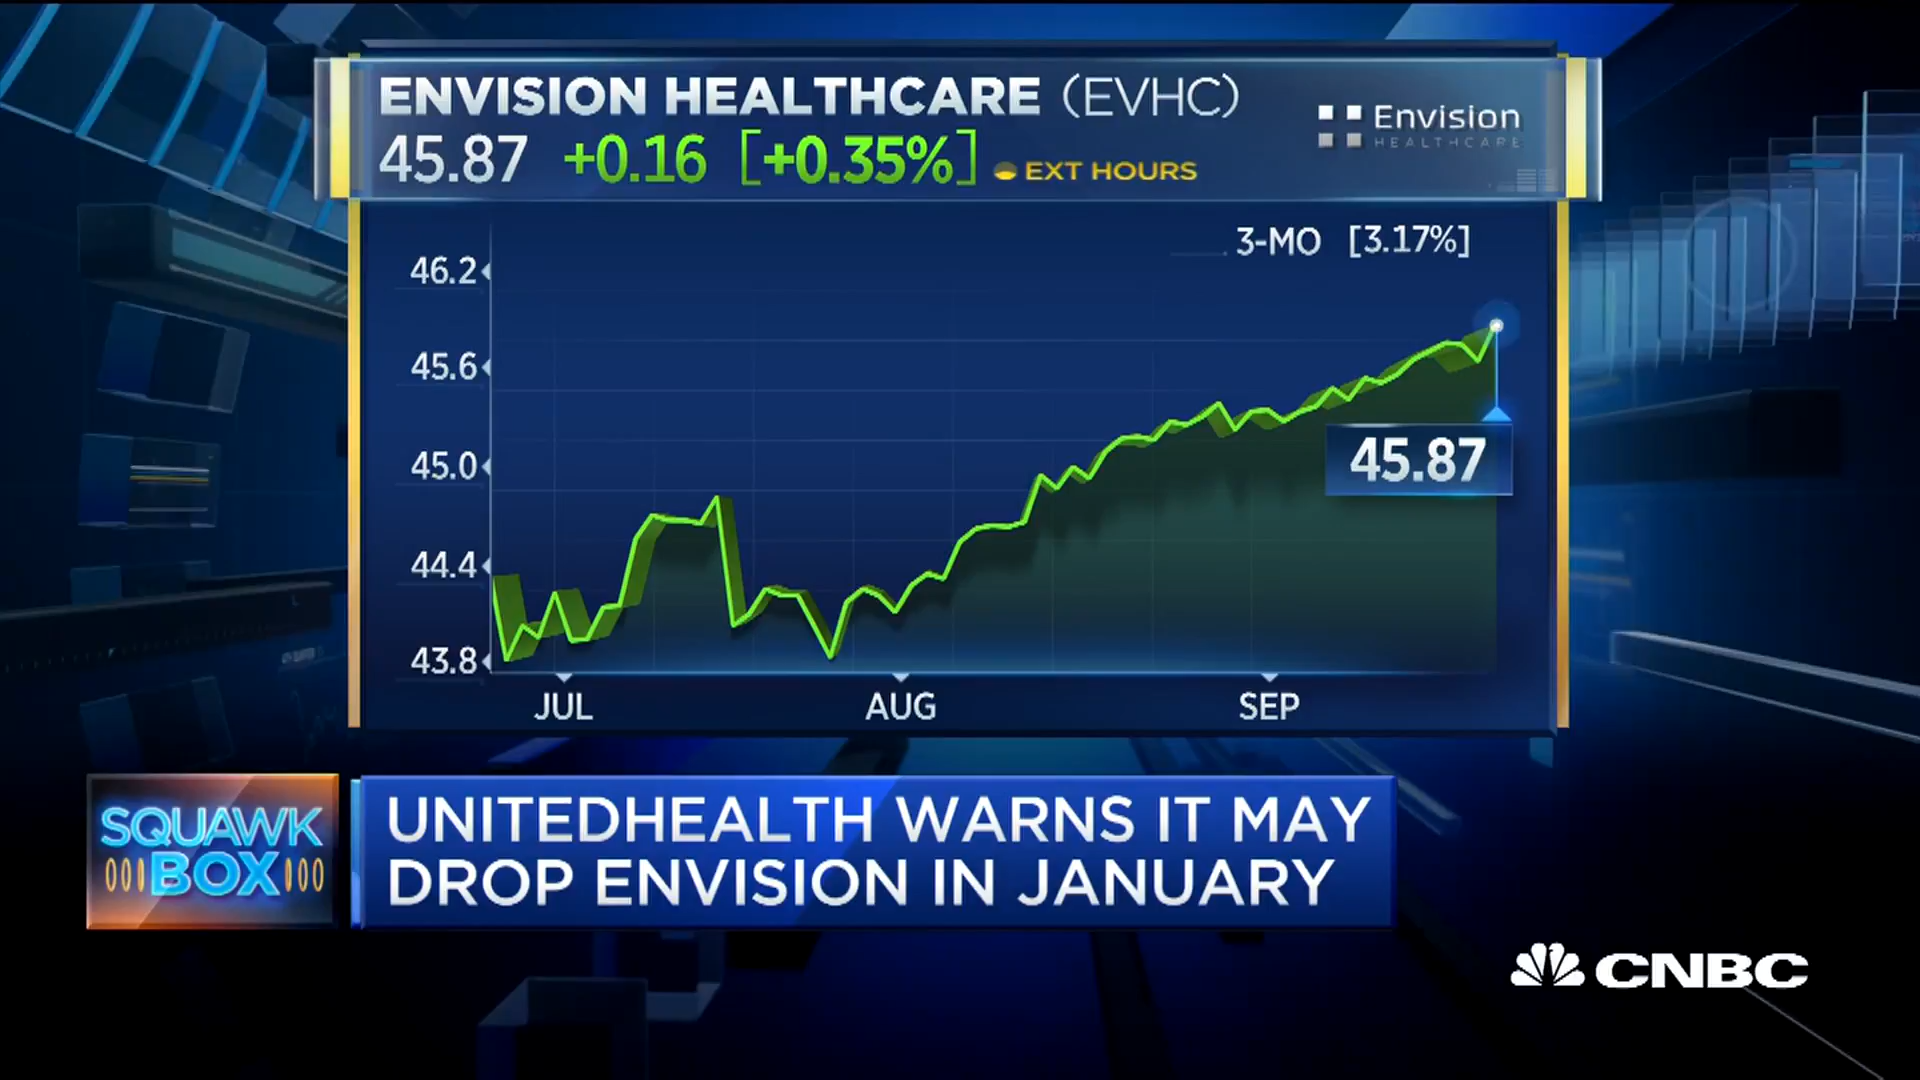 ENVISION HEALTHCARE (EVHC)
45.87 +0.16 [+0.35%] EXT HOURS
Envision
HEALTHCARE
3-MO [3.17%]
46.2
45.6
45.0
44.4
43.8
45.87
JUL AUG SEP
SQUAWK
BOX
UNITEDHEALTH WARNS IT MAY
DROP ENVISION IN JANUARY
CNBC